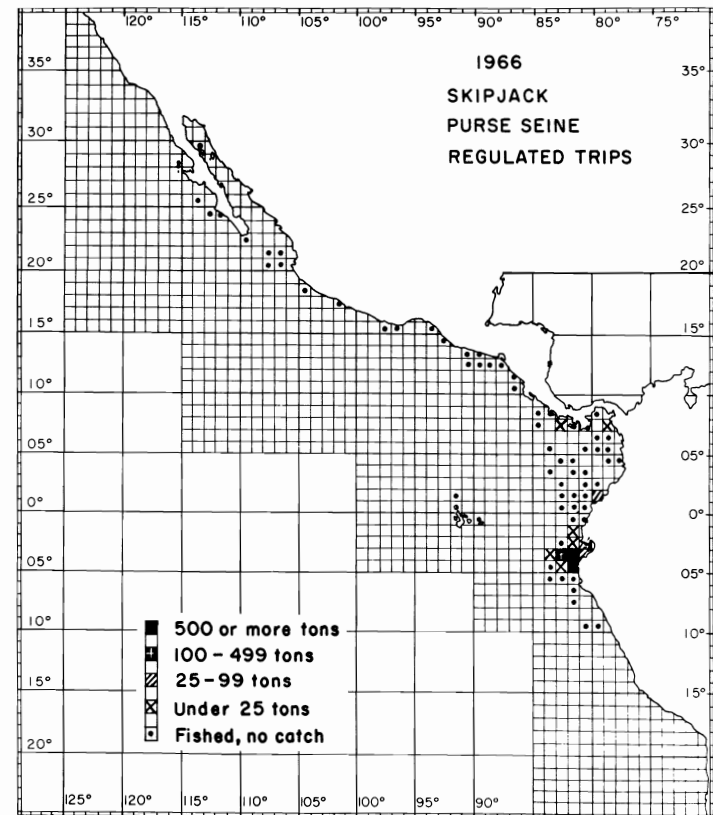 120° 115° 110° 105° 100° 95° 90° 85° 80° 75°
1966
SKIPJACK
PURSE SEINE
REGULATED TRIPS
35° 35°
30° 30°
25° 25°
20° 20°
15° 15°
10° 10°
05° 05°
0° 0°
05° 05°
10° 10°
15° 15°
20°
500 or more tons
100 - 499 tons
25 - 99 tons
Under 25 tons
Fished, no catch
125° 120° 115° 110° 105° 100° 95° 90°